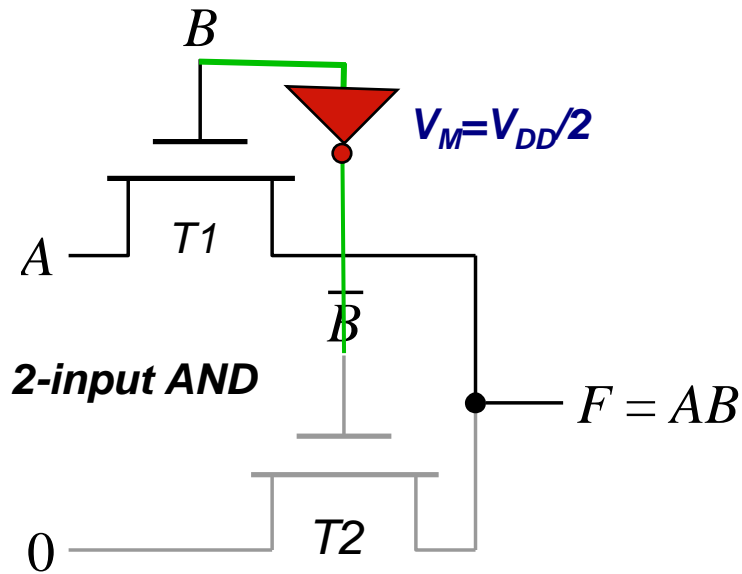 B
V_M=V_DD/2
T1
A
B̅
2-input AND
F = AB
T2
0